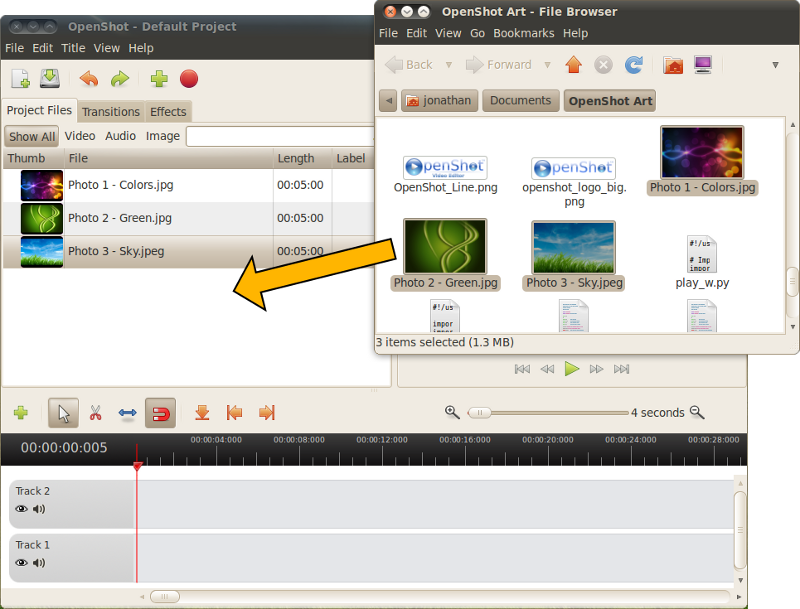 OpenShot - Default Project
File Edit Title View Help
Project Files Transitions Effects
Show All Video Audio Image
Thumb File Length Label
Photo 1 - Colors.jpg 00:05:00
Photo 2 - Green.jpg 00:05:00
Photo 3 - Sky.jpeg 00:05:00
OpenShot Art - File Browser
File Edit View Go Bookmarks Help
Back Forward
jonathan Documents OpenShot Art
OpenShot
Video Editor
OpenShot_Line.png
OpenShot
openshot_logo_big.
png
Photo 1 - Colors.jpg
Photo 2 - Green.jpg
Photo 3 - Sky.jpeg
#!/us
# Imp
impor
play_w.py
#!/us
impor
impor
3 items selected (1.3 MB)
4 seconds
00:00:00:005
00:00:04:000 00:00:08:000 00:00:12:000 00:00:16:000 00:00:20:000 00:00:24:000 00:00:28:000
Track 2
Track 1